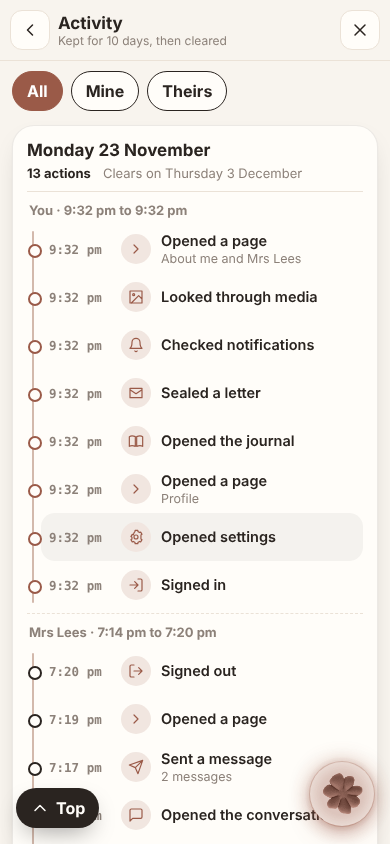 Activity
Kept for 10 days, then cleared
All
Mine
Theirs
Monday 23 November
13 actions Clears on Thursday 3 December
You · 9:32 pm to 9:32 pm
9:32 pm Opened a page
About me and Mrs Lees
9:32 pm Looked through media
9:32 pm Checked notifications
9:32 pm Sealed a letter
9:32 pm Opened the journal
9:32 pm Opened a page
Profile
9:32 pm Opened settings
9:32 pm Signed in
Mrs Lees · 7:14 pm to 7:20 pm
7:20 pm Signed out
7:19 pm Opened a page
7:17 pm Sent a message
2 messages
Opened the
Top